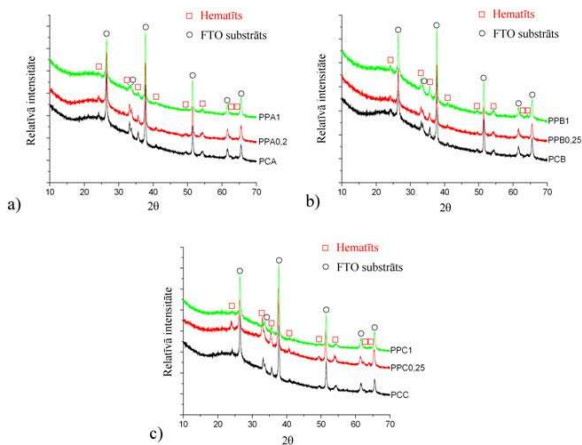 Hematīts
FTO substrāts
Relatīvā intensitāte
PPA1
PPA0,2
PCA
10 20 30 40 50 60 70
2θ
a)
Hematīts
FTO substrāts
Relatīvā intensitāte
PPB1
PPB0,25
PCB
10 20 30 40 50 60 70
2θ
b)
Hematīts
FTO substrāts
Relatīvā intensitāte
PPC1
PPC0,25
PCC
10 20 30 40 50 60 70
2θ
c)